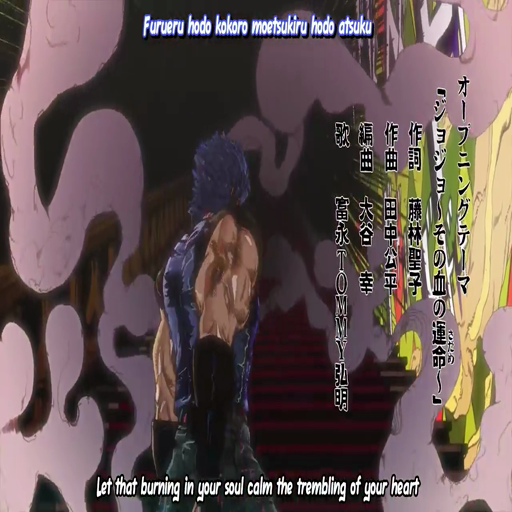 Furueru hodo kokoro moetsukiru hodo atsuku
オープニングテーマ
『ジョジョ～その血の運命～』
さだめ
作詞 藤林聖子
作曲 田中公平
編曲 大谷 幸
歌 富永TOMMY弘明
Let that burning in your soul calm the trembling of your heart